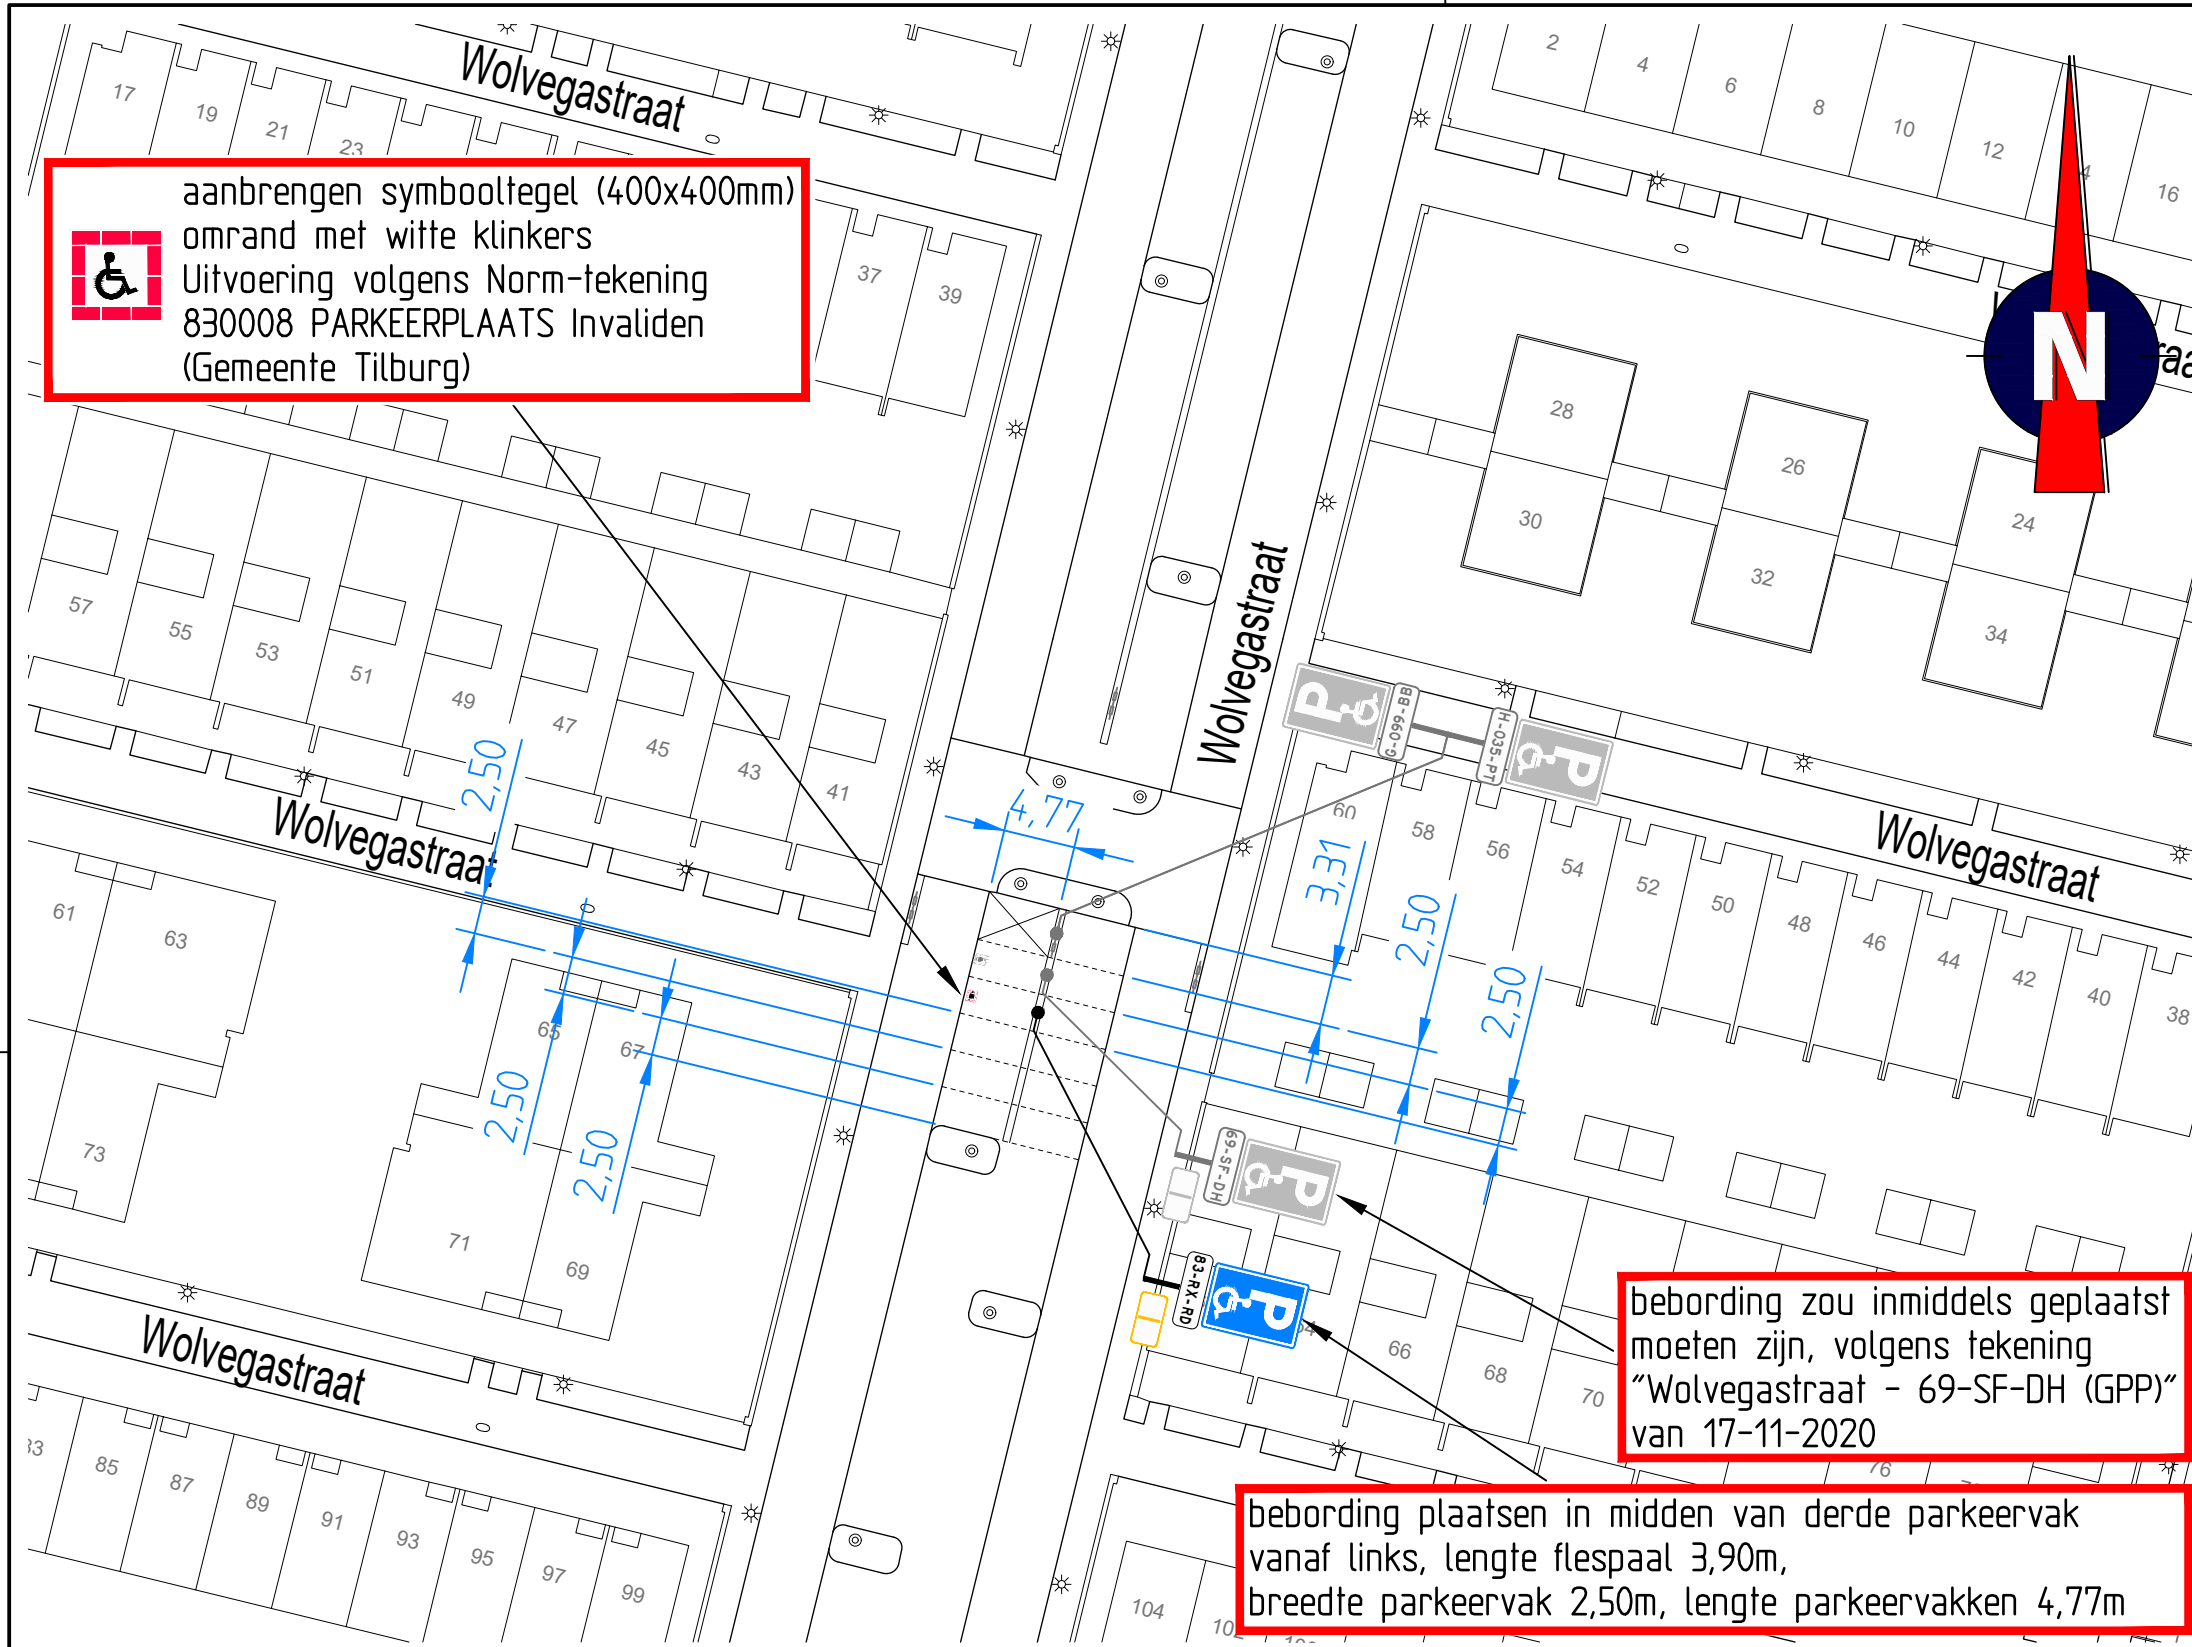 Wolvegastraat
17
19
21
23
2
4
6
8
10
12
16
aanbrengen symbooltegel (400x400mm)
omrand met witte klinkers
Uitvoering volgens Norm-tekening
830008 PARKEERPLAATS Invaliden
(Gemeente Tilburg)
37
39
N
28
26
24
30
32
34
57
55
53
51
49
47
45
43
41
Wolvegastraat
2,50
Wolvegastraat
4,77
P
G-099-BB
H-035-PT
P
60
58
56
54
52
50
48
46
44
42
40
38
Wolvegastraat
3,31
2,50
2,50
61
63
65
67
73
71
69
2,50
2,50
69-SF-DH
P
83-RX-RD
P
66
68
70
bebording zou inmiddels geplaatst
moeten zijn, volgens tekening
"Wolvegastraat - 69-SF-DH (GPP)"
van 17-11-2020
Wolvegastraat
85
87
89
91
93
95
97
99
76
bebording plaatsen in midden van derde parkeervak
vanaf links, lengte flespaal 3,90m,
breedte parkeervak 2,50m, lengte parkeervakken 4,77m
104